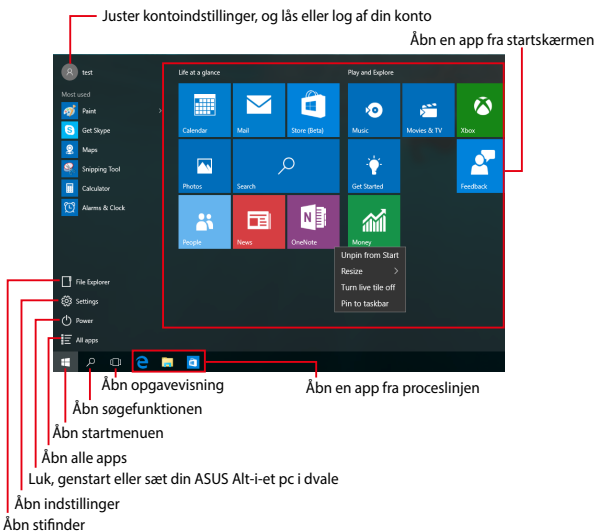 Juster kontoindstillinger, og lås eller log af din konto
Åbn en app fra startskærmen
test
Life at a glance
Play and Explore
Most used
Paint
Get Skype
Maps
Snipping Tool
Calculator
Alarms & Clock
Calendar
Mail
Store (Beta)
Music
Movies & TV
Xbox
Photos
Search
Get Started
Feedback
People
News
OneNote
Money
Unpin from Start
Resize
Turn live tile off
Pin to taskbar
File Explorer
Settings
Power
All apps
Åbn opgavevisning
Åbn en app fra proceslinjen
Åbn søgefunktionen
Åbn startmenuen
Åbn alle apps
Luk, genstart eller sæt din ASUS Alt-i-et pc i dvale
Åbn indstillinger
Åbn stifinder